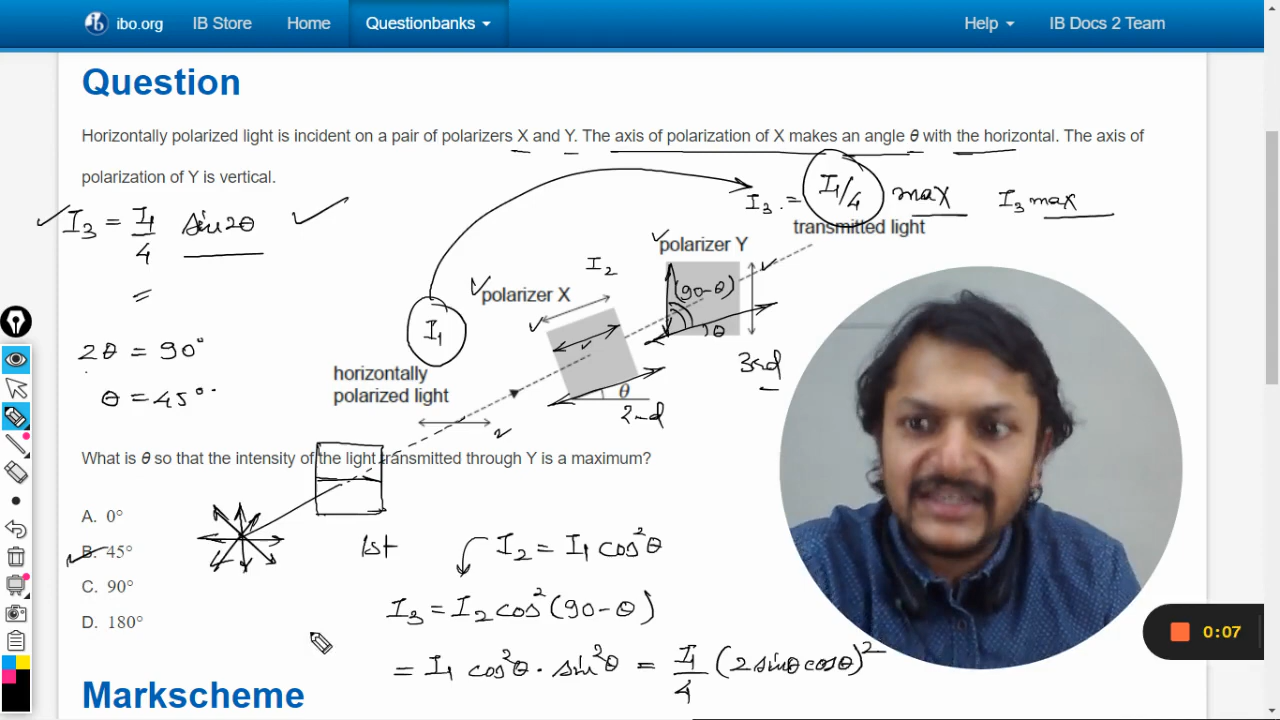 ibo.org IB Store Home Questionbanks Help IB Docs 2 Team
Question
Horizontally polarized light is incident on a pair of polarizers X and Y. The axis of polarization of X makes an angle θ with the horizontal. The axis of
polarization of Y is vertical.
I₃ = I₁/4 max I₃ max
I₃ = I₁/4 sin2θ
=
2θ = 90°
θ = 45°.
transmitted light
polarizer Y
I₂
(90-θ)
polarizer X
θ
I₁
3rd
horizontally
polarized light
θ
2nd
What is θ so that the intensity of the light transmitted through Y is a maximum?
A. 0°
B. 45°
C. 90°
D. 180°
1st
I₂ = I₁ cos²θ
I₃ = I₂ cos²(90-θ)
= I₁ cos²θ · sin²θ = I₁/4 (2sinθcosθ)²
0:07
Markscheme